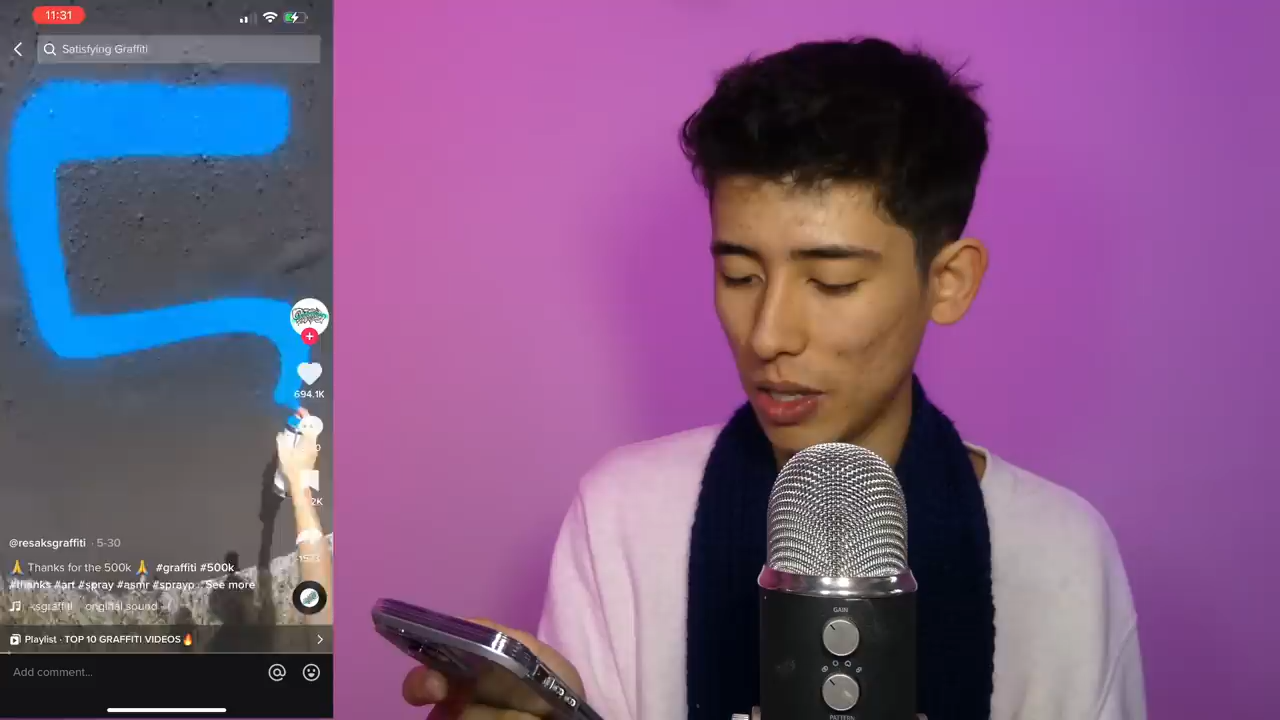 11:31
Satisfying Graffiti
694.1K
@resaksgraffiti · 5-30
🙏 Thanks for the 500k 🙏 #graffiti #500k
#thanks #art #spray #asmr #sprayp... See more
original sound -
Playlist · TOP 10 GRAFFITI VIDEOS🔥
Add comment...
GAIN
PATTERN